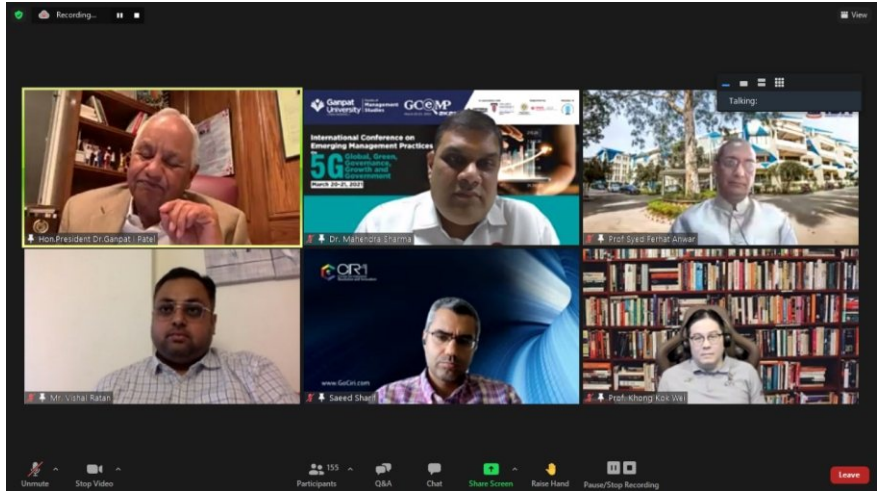 Recording...
View
Talking:
Ganpat University
Faculty of Management Studies
GCEMP
International Conference on
Emerging Management Practices
5G
Global, Green,
Governance,
Growth and
Government
March 20-21, 2021
Hon.President Dr.Ganpat I Patel
Dr. Mahendra Sharma
Prof Syed Ferhat Anwar
www.GoCiri.com
Mr. Vishal Ratan
Saeed Sharif
Prof. Khong Kok Wei
155
Unmute
Stop Video
Participants
Q&A
Chat
Share Screen
Raise Hand
Pause/Stop Recording
Leave